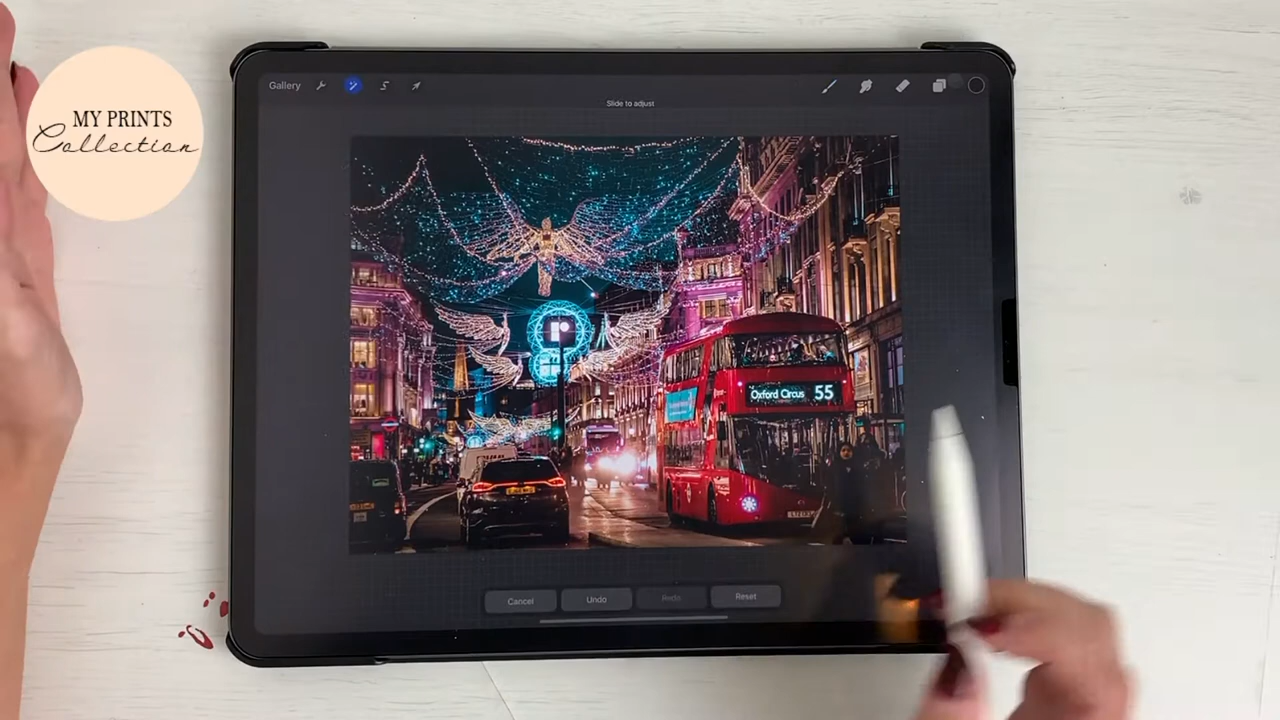 MY PRINTS
Collection
Gallery
Slide to adjust
Oxford Circus 55
Cancel
Undo
Redo
Reset